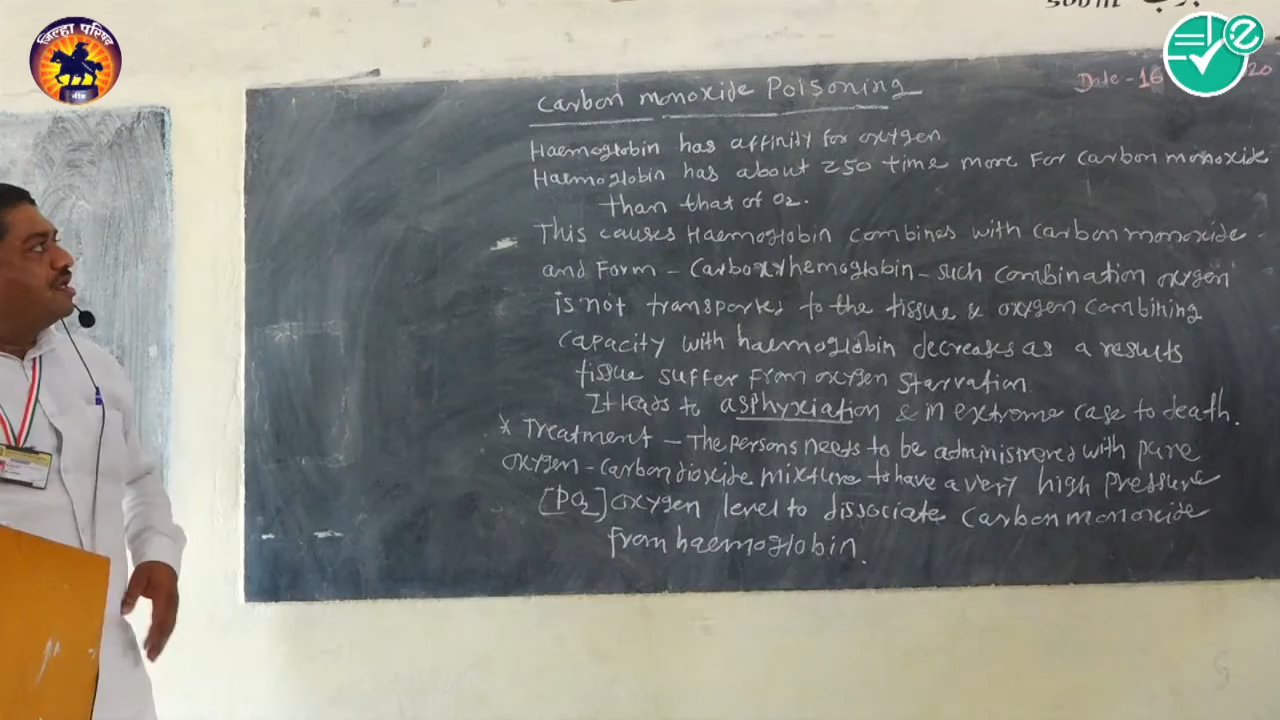 जिल्हा परिषद
बीड
Date - 16
20
Carbon monoxide Poisoning
Haemoglobin has affinity for oxygen
Haemoglobin has about 250 time more For Carbon monoxide
than that of O2.
This causes Haemoglobin combines with carbon monoxide
and Form - Carboxyhemoglobin - such combination oxygen
is not transported to the tissue & oxygen combining
capacity with haemoglobin decreases as a results
tissue suffer from oxygen starvation
It leads to asphyxiation & in extrome case to death.
* Treatment - The persons needs to be administered with pure
oxygen - carbon dioxide mixture to have a very high pressure
[PO2] oxygen level to dissociate carbon monoxide
from haemoglobin.